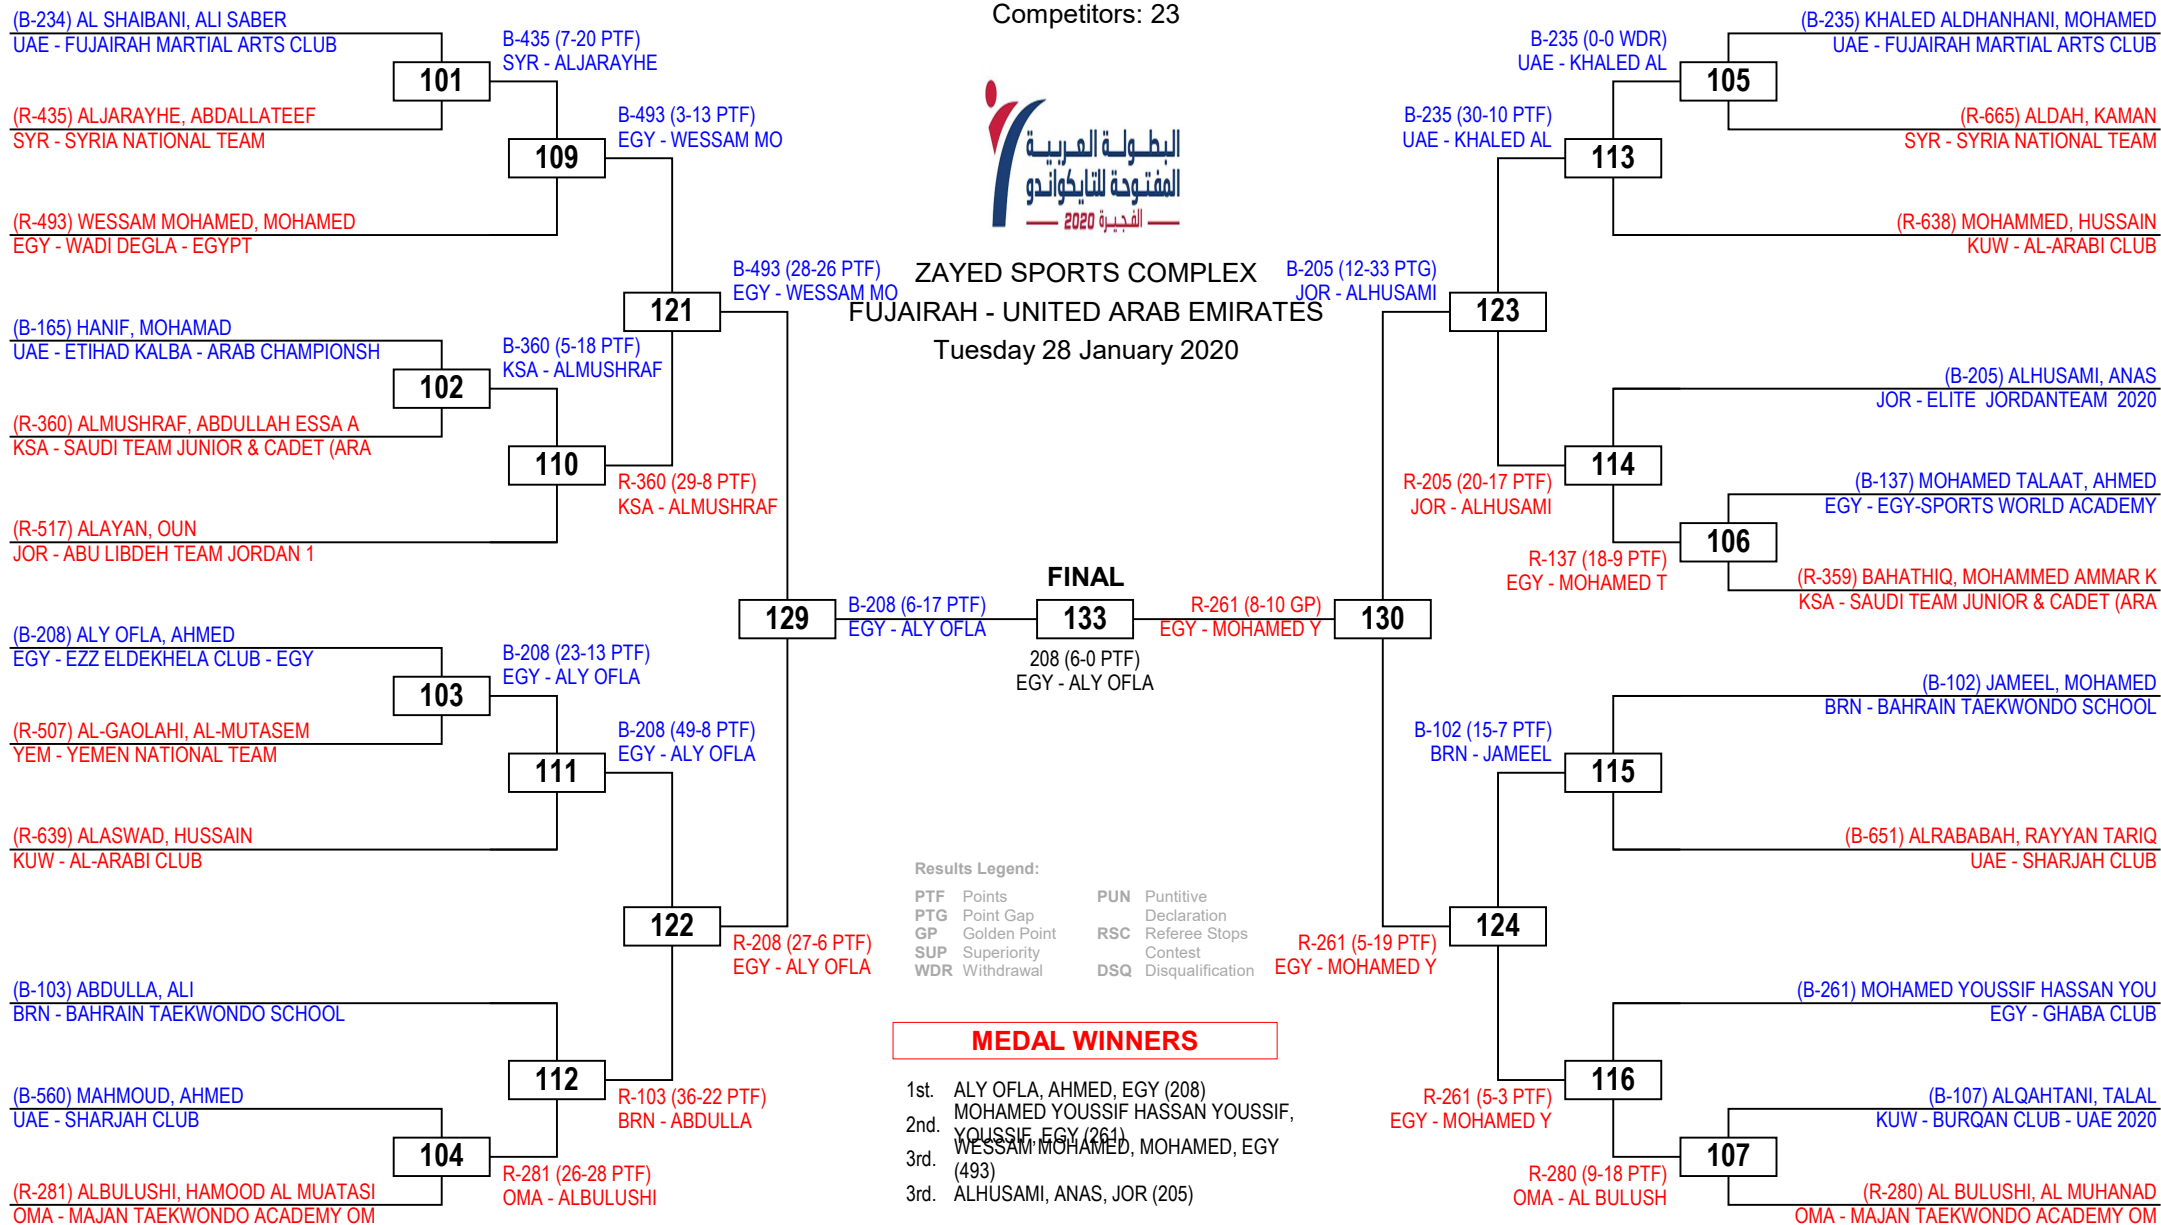 Competitors: 23
البطولة العربية
المفتوحة للتايكواندو
الفجيرة 2020
ZAYED SPORTS COMPLEX
FUJAIRAH - UNITED ARAB EMIRATES
Tuesday 28 January 2020
(B-234) AL SHAIBANI, ALI SABER
UAE - FUJAIRAH MARTIAL ARTS CLUB
101
(R-435) ALJARAYHE, ABDALLATEEF
SYR - SYRIA NATIONAL TEAM
B-435 (7-20 PTF)
SYR - ALJARAYHE
109
(R-493) WESSAM MOHAMED, MOHAMED
EGY - WADI DEGLA - EGYPT
B-493 (3-13 PTF)
EGY - WESSAM MO
121
B-493 (28-26 PTF)
EGY - WESSAM MO
(B-165) HANIF, MOHAMAD
UAE - ETIHAD KALBA - ARAB CHAMPIONSH
102
(R-360) ALMUSHRAF, ABDULLAH ESSA A
KSA - SAUDI TEAM JUNIOR & CADET (ARA
B-360 (5-18 PTF)
KSA - ALMUSHRAF
110
(R-517) ALAYAN, OUN
JOR - ABU LIBDEH TEAM JORDAN 1
R-360 (29-8 PTF)
KSA - ALMUSHRAF
129
B-208 (6-17 PTF)
EGY - ALY OFLA
(B-208) ALY OFLA, AHMED
EGY - EZZ ELDEKHELA CLUB - EGY
103
(R-507) AL-GAOLAHI, AL-MUTASEM
YEM - YEMEN NATIONAL TEAM
B-208 (23-13 PTF)
EGY - ALY OFLA
111
(R-639) ALASWAD, HUSSAIN
KUW - AL-ARABI CLUB
B-208 (49-8 PTF)
EGY - ALY OFLA
122
R-208 (27-6 PTF)
EGY - ALY OFLA
(B-103) ABDULLA, ALI
BRN - BAHRAIN TAEKWONDO SCHOOL
112
R-103 (36-22 PTF)
BRN - ABDULLA
(B-560) MAHMOUD, AHMED
UAE - SHARJAH CLUB
104
(R-281) ALBULUSHI, HAMOOD AL MUATASI
OMA - MAJAN TAEKWONDO ACADEMY OM
R-281 (26-28 PTF)
OMA - ALBULUSHI
FINAL
133
208 (6-0 PTF)
EGY - ALY OFLA
(B-235) KHALED ALDHANHANI, MOHAMED
UAE - FUJAIRAH MARTIAL ARTS CLUB
B-235 (0-0 WDR)
UAE - KHALED AL
105
(R-665) ALDAH, KAMAN
SYR - SYRIA NATIONAL TEAM
B-235 (30-10 PTF)
UAE - KHALED AL
113
(R-638) MOHAMMED, HUSSAIN
KUW - AL-ARABI CLUB
B-205 (12-33 PTG)
JOR - ALHUSAMI
123
(B-205) ALHUSAMI, ANAS
JOR - ELITE JORDANTEAM 2020
114
R-205 (20-17 PTF)
JOR - ALHUSAMI
(B-137) MOHAMED TALAAT, AHMED
EGY - EGY-SPORTS WORLD ACADEMY
106
R-137 (18-9 PTF)
EGY - MOHAMED T
(R-359) BAHATHIQ, MOHAMMED AMMAR K
KSA - SAUDI TEAM JUNIOR & CADET (ARA
R-261 (8-10 GP)
EGY - MOHAMED Y
130
(B-102) JAMEEL, MOHAMED
BRN - BAHRAIN TAEKWONDO SCHOOL
B-102 (15-7 PTF)
BRN - JAMEEL
115
(B-651) ALRABABAH, RAYYAN TARIQ
UAE - SHARJAH CLUB
124
R-261 (5-19 PTF)
EGY - MOHAMED Y
(B-261) MOHAMED YOUSSIF HASSAN YOU
EGY - GHABA CLUB
116
R-261 (5-3 PTF)
EGY - MOHAMED Y
(B-107) ALQAHTANI, TALAL
KUW - BURQAN CLUB - UAE 2020
107
R-280 (9-18 PTF)
OMA - AL BULUSH
(R-280) AL BULUSHI, AL MUHANAD
OMA - MAJAN TAEKWONDO ACADEMY OM
Results Legend:
PTF Points
PTG Point Gap
GP Golden Point
SUP Superiority
WDR Withdrawal
PUN Puntitive
Declaration
RSC Referee Stops
Contest
DSQ Disqualification
MEDAL WINNERS
1st. ALY OFLA, AHMED, EGY (208)
2nd. MOHAMED YOUSSIF HASSAN YOUSSIF,
YOUSSIF, EGY (261)
3rd. WESSAM MOHAMED, MOHAMED, EGY
(493)
3rd. ALHUSAMI, ANAS, JOR (205)